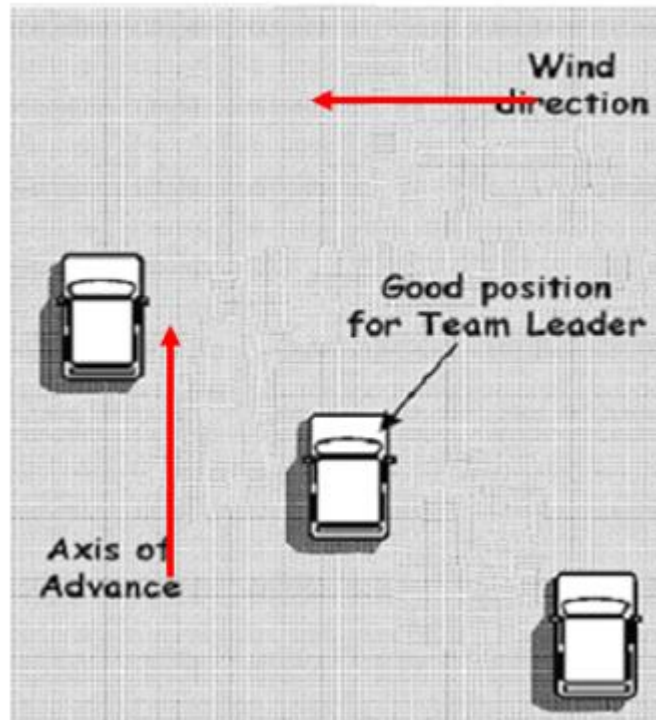 Wind
direction
Good position
for Team Leader
Axis of
Advance